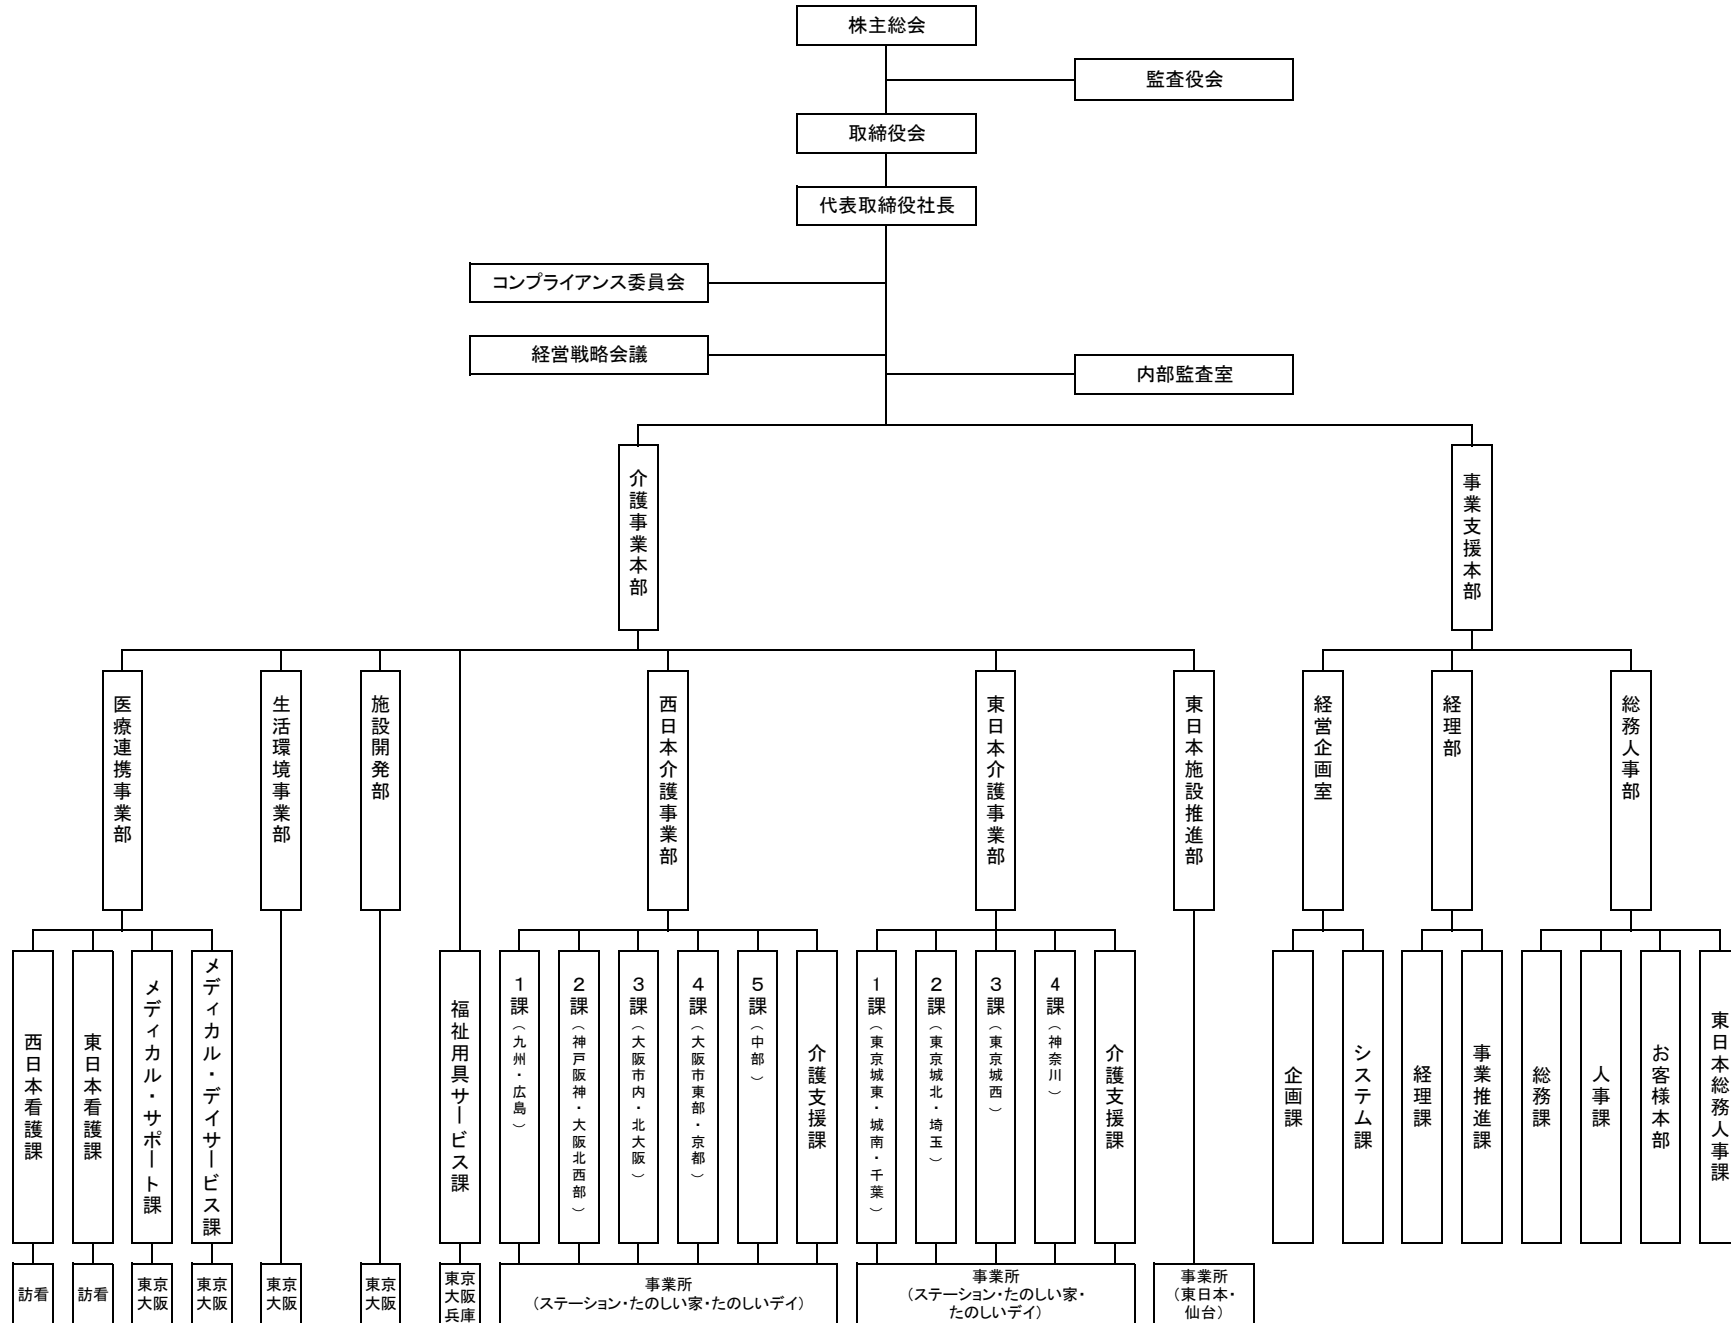 株主総会
監査役会
取締役会
代表取締役社長
コンプライアンス委員会
経営戦略会議
内部監査室
介護事業本部
事業支援本部
医療連携事業部
生活環境事業部
施設開発部
西日本介護事業部
東日本介護事業部
東日本施設推進部
経営企画室
経理部
総務人事部
西日本看護課
東日本看護課
メディカル・サポート課
メディカル・デイサービス課
福祉用具サービス課
1課（九州・広島）
2課（神戸阪神・大阪北西部）
3課（大阪市内・北大阪）
4課（大阪市東部・京都）
5課（中部）
介護支援課
1課（東京城東・城南・千葉）
2課（東京城北・埼玉）
3課（東京城西）
4課（神奈川）
介護支援課
企画課
システム課
経理課
事業推進課
総務課
人事課
お客様本部
東日本総務人事課
訪看
訪看
東京
大阪
東京
大阪
東京
大阪
東京
大阪
東京
大阪
兵庫
事業所
（ステーション・たのしい家・たのしいデイ）
事業所
（ステーション・たのしい家・
たのしいデイ）
事業所
（東日本・
仙台）